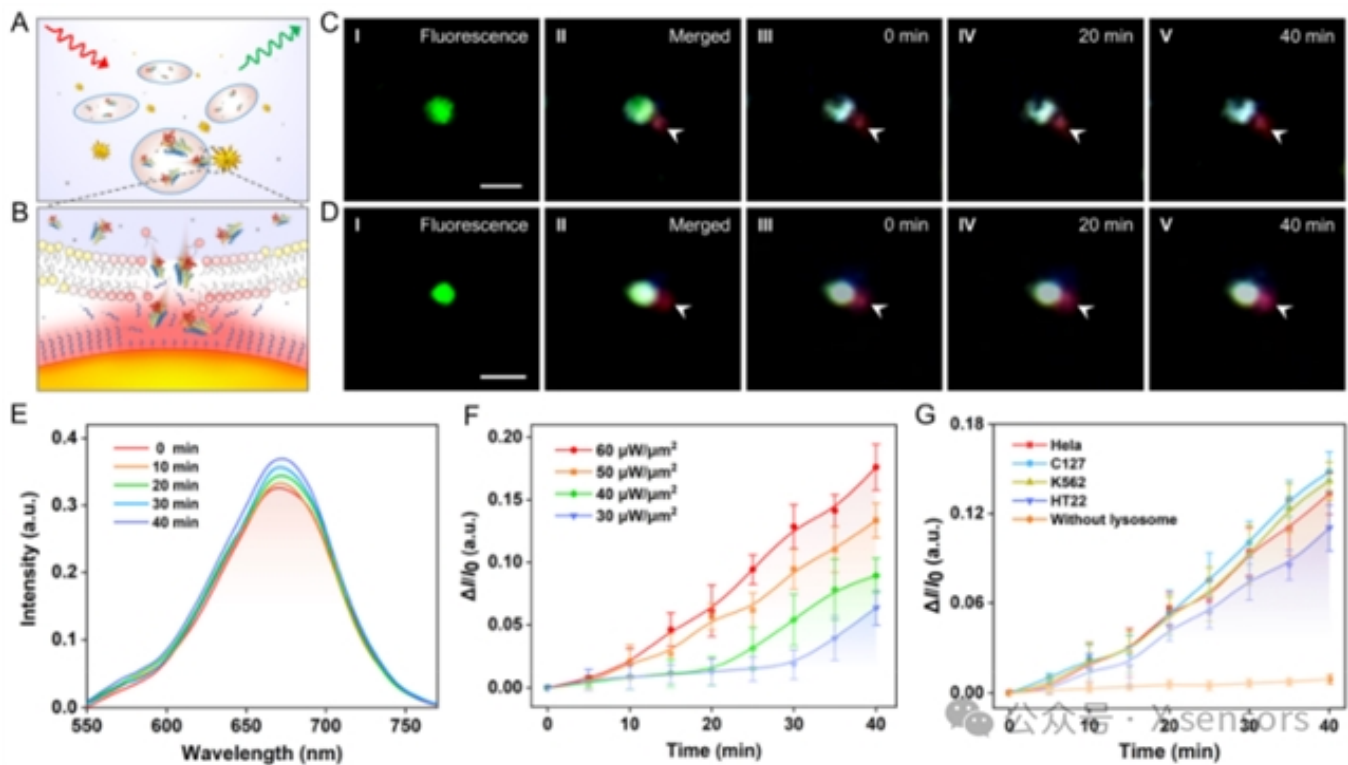 A
B
C
I
Fluorescence
II
Merged
III
0 min
IV
20 min
V
40 min
D
I
Fluorescence
II
Merged
III
0 min
IV
20 min
V
40 min
E
0.4
0.3
0.2
0.1
0.0
Intensity (a.u.)
0 min
10 min
20 min
30 min
40 min
550
600
650
700
750
Wavelength (nm)
F
0.20
0.15
0.10
0.05
0.00
ΔI/I0 (a.u.)
60 μW/μm²
50 μW/μm²
40 μW/μm²
30 μW/μm²
0
10
20
30
40
Time (min)
G
0.18
0.12
0.06
0.00
ΔI/I0 (a.u.)
Hela
C127
K562
HT22
Without lysosome
0
10
20
30
40
Time (min)
公众号 · Xsensors